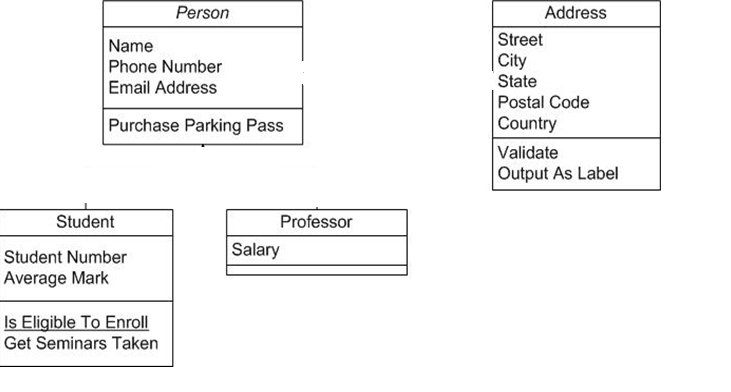 Person
Name
Phone Number
Email Address
Purchase Parking Pass
Address
Street
City
State
Postal Code
Country
Validate
Output As Label
Student
Student Number
Average Mark
Is Eligible To Enroll
Get Seminars Taken
Professor
Salary